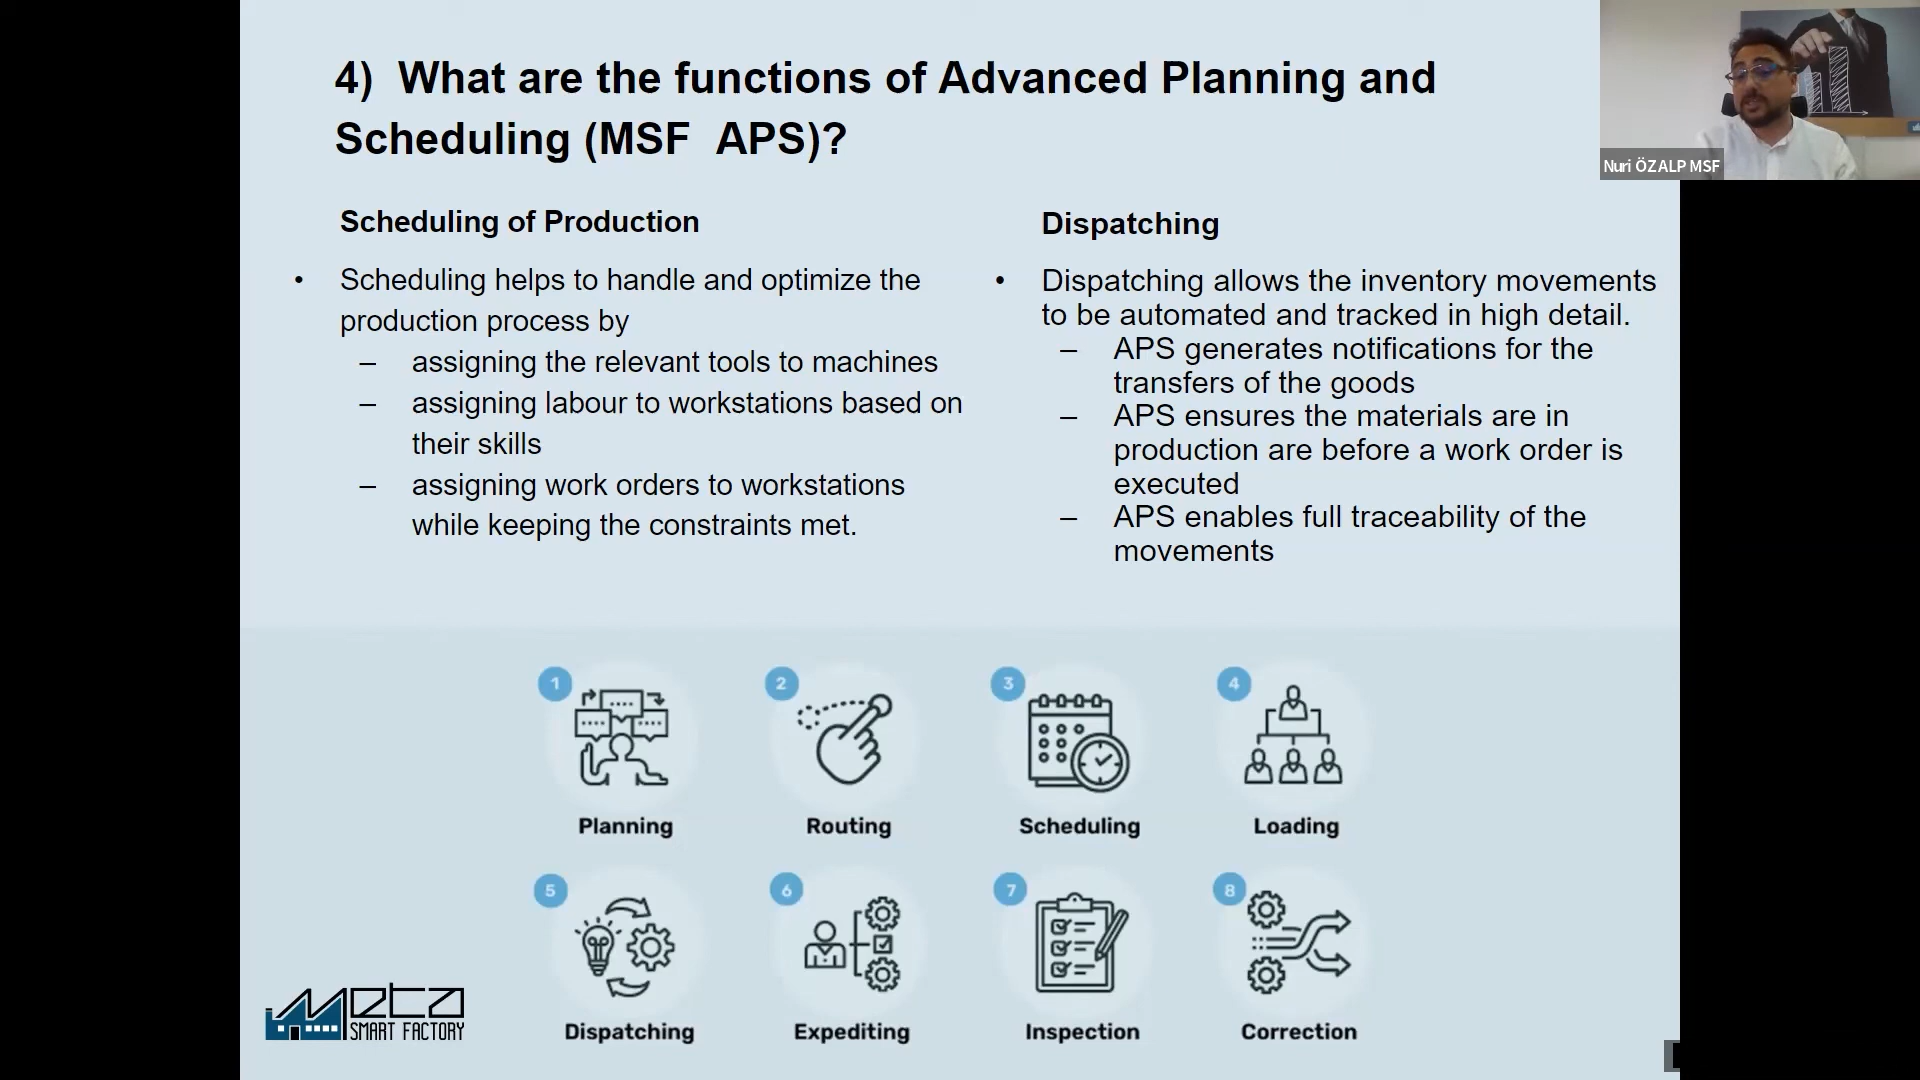 4) What are the functions of Advanced Planning and
Scheduling (MSF APS)?
Nuri ÖZALP MSF
Scheduling of Production
• Scheduling helps to handle and optimize the
production process by
– assigning the relevant tools to machines
– assigning labour to workstations based on
their skills
– assigning work orders to workstations
while keeping the constraints met.
Dispatching
• Dispatching allows the inventory movements
to be automated and tracked in high detail.
– APS generates notifications for the
transfers of the goods
– APS ensures the materials are in
production are before a work order is
executed
– APS enables full traceability of the
movements
1
Planning
2
Routing
3
Scheduling
4
Loading
5
Dispatching
6
Expediting
7
Inspection
8
Correction
meta
SMART FACTORY